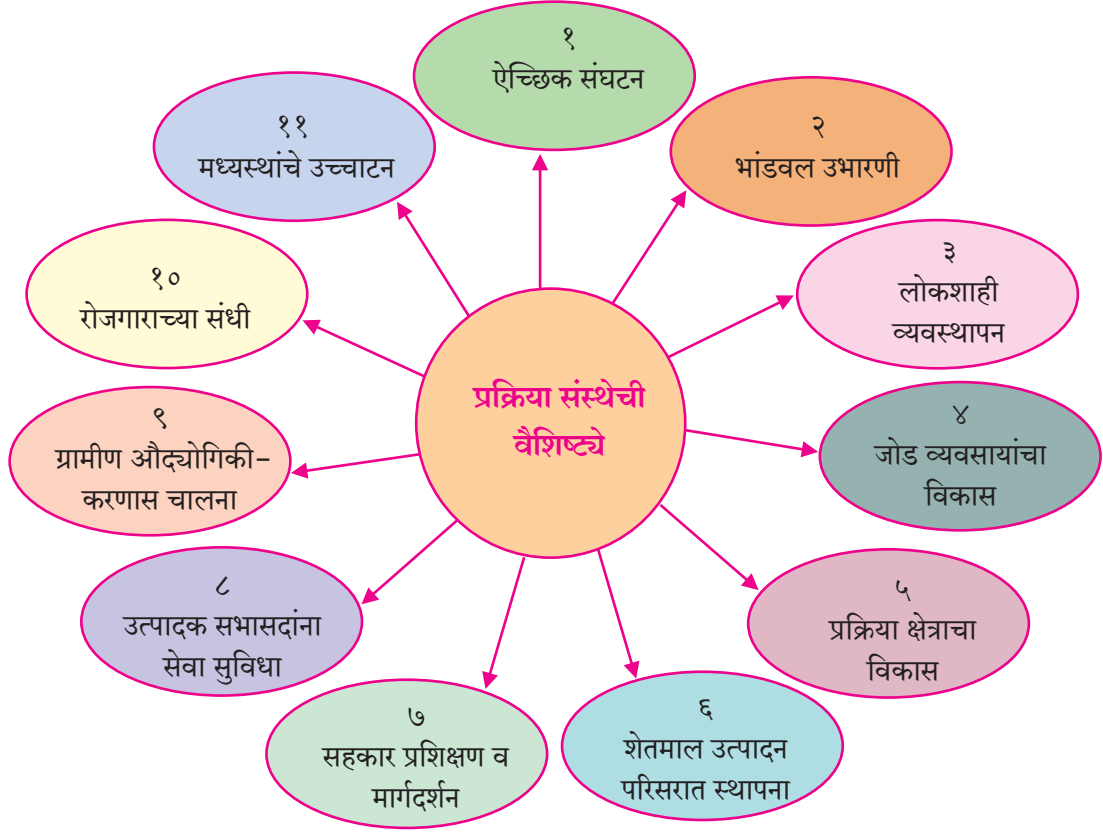 प्रक्रिया संस्थेची
वैशिष्ट्ये
१
ऐच्छिक संघटन
२
भांडवल उभारणी
३
लोकशाही
व्यवस्थापन
४
जोड व्यवसायांचा
विकास
५
प्रक्रिया क्षेत्राचा
विकास
६
शेतमाल उत्पादन
परिसरात स्थापना
७
सहकार प्रशिक्षण व
मार्गदर्शन
८
उत्पादक सभासदांना
सेवा सुविधा
९
ग्रामीण औद्योगिकी–
करणास चालना
१०
रोजगाराच्या संधी
११
मध्यस्थांचे उच्चाटन